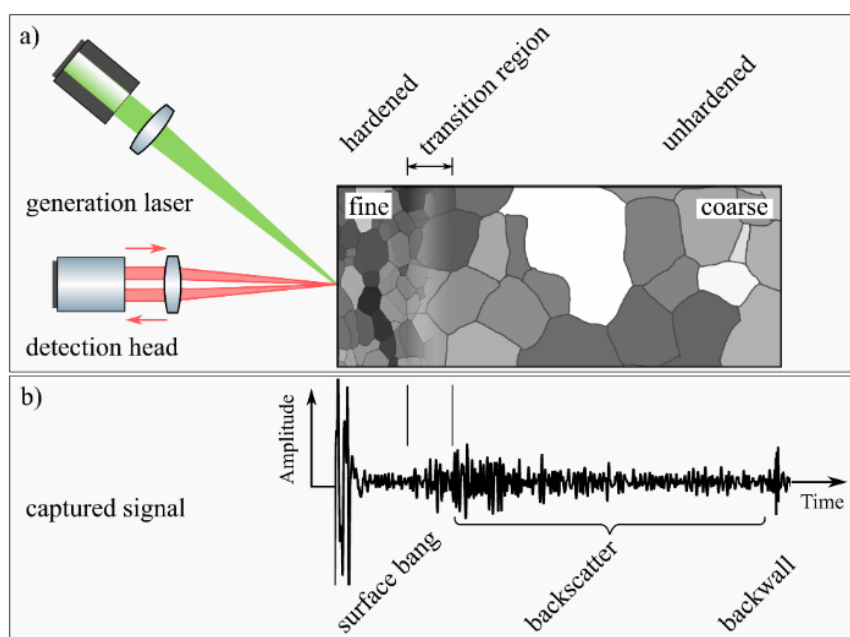 a)
hardened
transition region
unhardened
generation laser
fine
coarse
detection head
b)
Amplitude
captured signal
Time
surface bang
backscatter
backwall